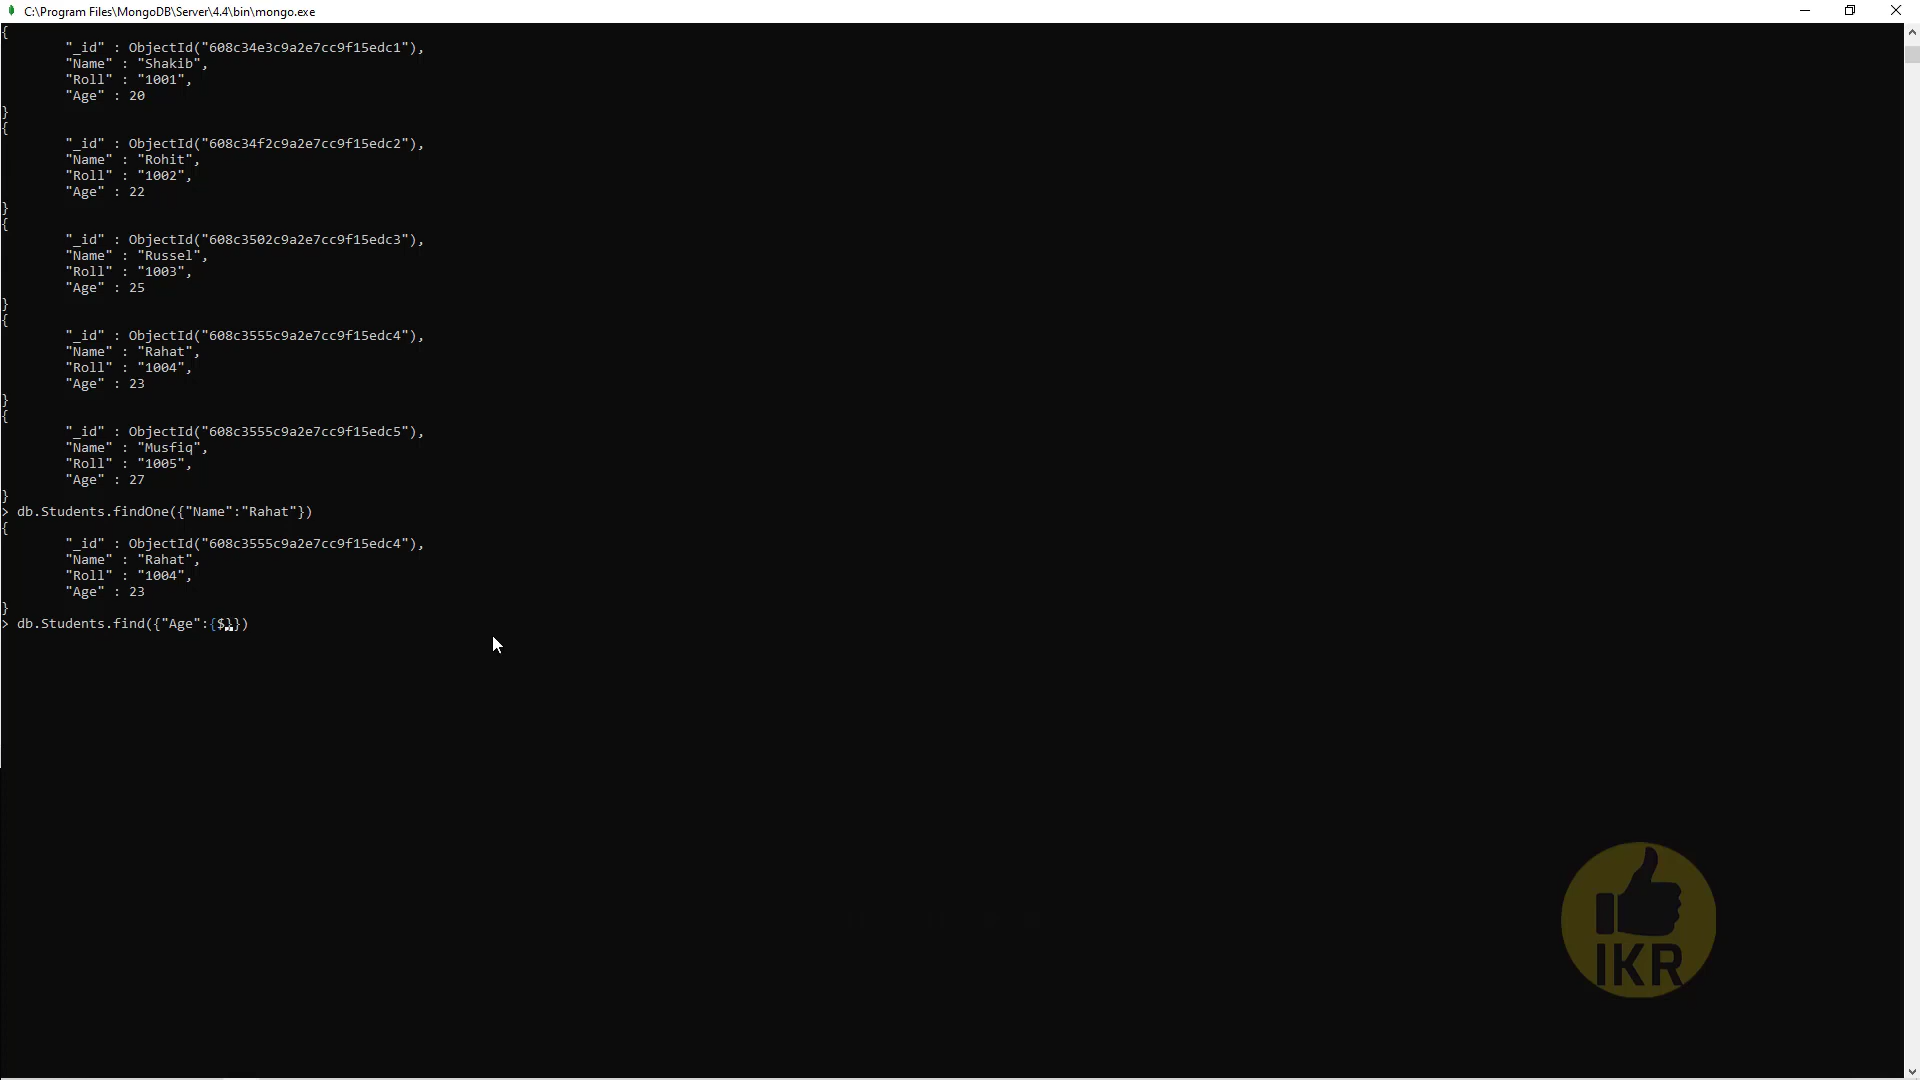 C:\Program Files\MongoDB\Server\4.4\bin\mongo.exe
{
"_id" : ObjectId("608c34e3c9a2e7cc9f15edc1"),
"Name" : "Shakib",
"Roll" : "1001",
"Age" : 20
}
{
"_id" : ObjectId("608c34f2c9a2e7cc9f15edc2"),
"Name" : "Rohit",
"Roll" : "1002",
"Age" : 22
}
{
"_id" : ObjectId("608c3502c9a2e7cc9f15edc3"),
"Name" : "Russel",
"Roll" : "1003",
"Age" : 25
}
{
"_id" : ObjectId("608c3555c9a2e7cc9f15edc4"),
"Name" : "Rahat",
"Roll" : "1004",
"Age" : 23
}
{
"_id" : ObjectId("608c3555c9a2e7cc9f15edc5"),
"Name" : "Musfiq",
"Roll" : "1005",
"Age" : 27
}
> db.Students.findOne({"Name":"Rahat"})
{
"_id" : ObjectId("608c3555c9a2e7cc9f15edc4"),
"Name" : "Rahat",
"Roll" : "1004",
"Age" : 23
}
> db.Students.find({"Age":{$}})
IKR